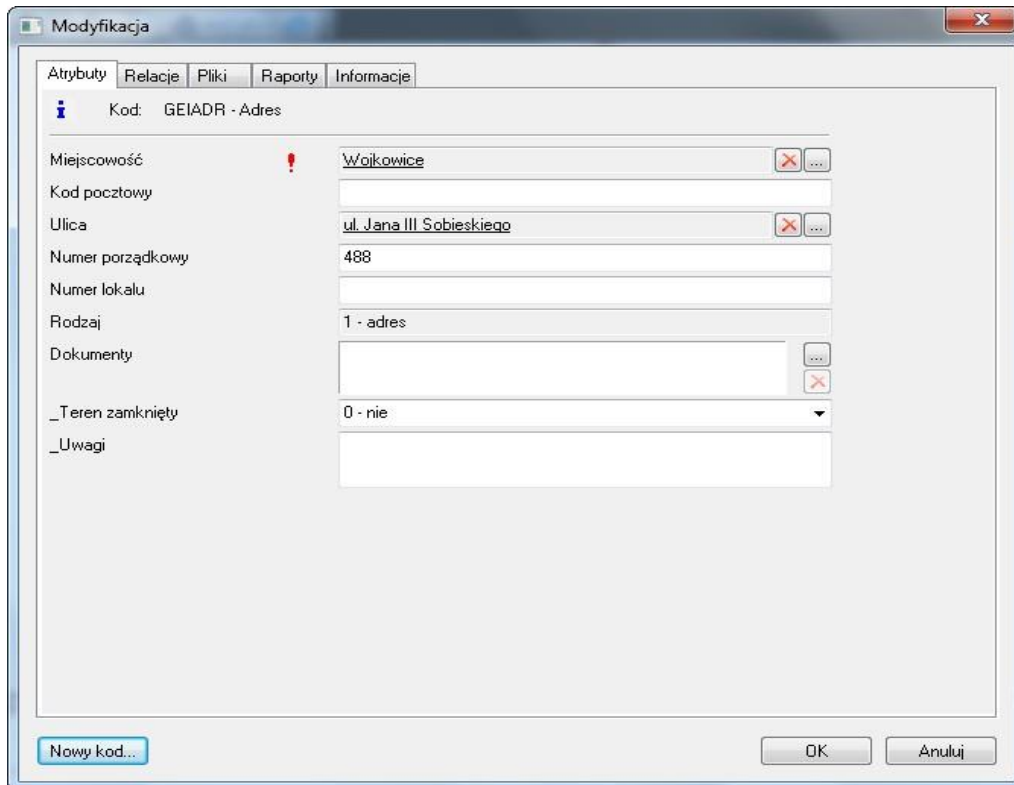 Modyfikacja
Atrybuty Relacje Pliki Raporty Informacje
Kod: GEIADR - Adres
Miejscowość Wojkowice
Kod pocztowy
Ulica ul. Jana III Sobieskiego
Numer porządkowy 488
Numer lokalu
Rodzaj 1 - adres
Dokumenty
_Teren zamknięty 0 - nie
_Uwagi
Nowy kod... OK Anuluj